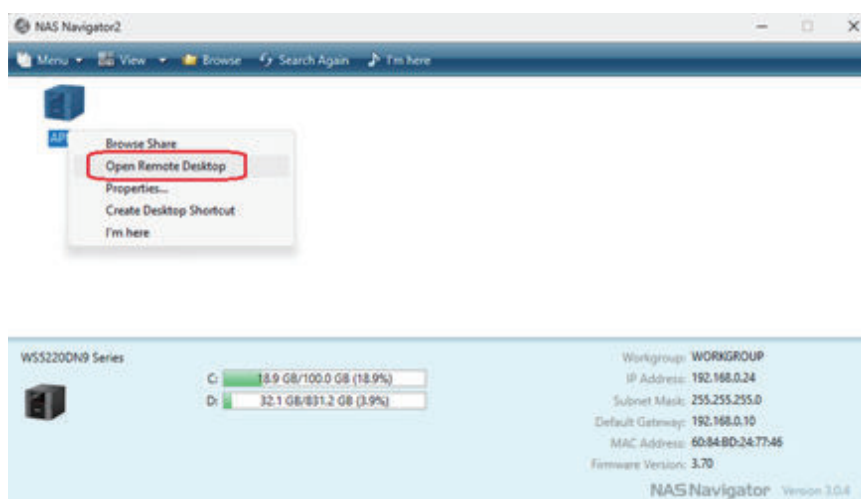 NAS Navigator2
Menu View Browse Search Again I'm here
Browse Share
Open Remote Desktop
Properties...
Create Desktop Shortcut
I'm here
WS5220DN9 Series
C: 18.9 GB/100.0 GB (18.9%)
D: 32.1 GB/831.2 GB (3.9%)
Workgroup: WORKGROUP
IP Address: 192.168.0.24
Subnet Mask: 255.255.255.0
Default Gateway: 192.168.0.10
MAC Address: 60:84:BD:24:77:46
Firmware Version: 3.70
NAS Navigator Version 3.0.4